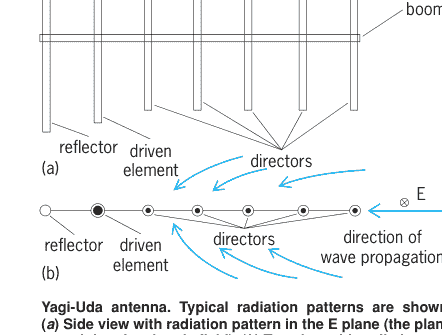 boom
reflector
driven
element
directors
(a)
⊗ E
reflector
driven
element
directors
direction of
wave propagation
(b)
Yagi-Uda antenna. Typical radiation patterns are shown
(a) Side view with radiation pattern in the E plane (the plan